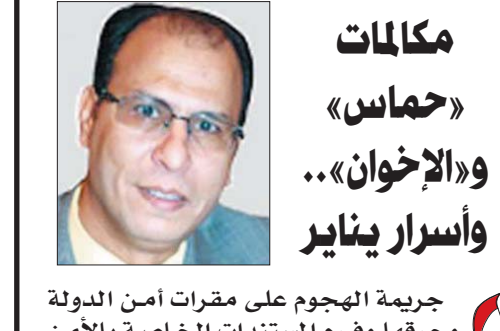 مكالمات
«حماس»
و«الإخوان»..
وأسرار يناير
جريمة الهجوم على مقرات أمن الدولة